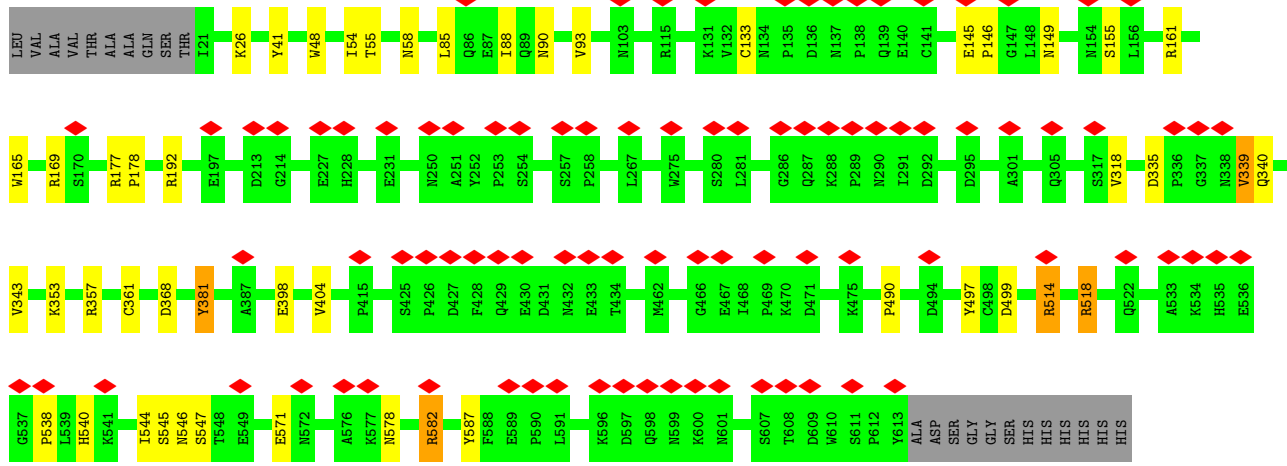 LEU VAL ALA VAL THR ALA ALA GLN SER THR I21 K26 Y41 W48 I54 T55 N58 L85 Q86 E87 I88 Q89 N90 V93 N103 R115 K131 V132 C133 N134 P135 D136 N137 P138 Q139 E140 C141 E145 P146 G147 L148 N149 N154 S155 L156 R161
W165 R169 S170 R177 P178 R192 E197 D213 G214 E227 H228 E231 N250 A251 Y252 P253 S254 S257 P258 L267 W275 S280 L281 G286 Q287 K288 P289 N290 I291 D292 D295 A301 Q305 S317 V318 D335 P336 G337 N338 V339 Q340
V343 K353 R357 C361 D368 Y381 A387 E398 V404 P415 S425 P426 D427 F428 Q429 E430 D431 N432 E433 T434 M462 G466 E467 I468 P469 K470 D471 K475 P490 D494 Y497 C498 D499 R514 R518 Q522 A533 K534 H535 E536
G537 P538 L539 H540 K541 I544 S545 N546 S547 T548 E549 E571 N572 A576 K577 N578 R582 Y587 F588 E589 P590 L591 K596 D597 Q598 N599 K600 N601 S607 T608 D609 W610 S611 P612 Y613 ALA ASP SER GLY GLY SER HIS HIS HIS HIS HIS HIS